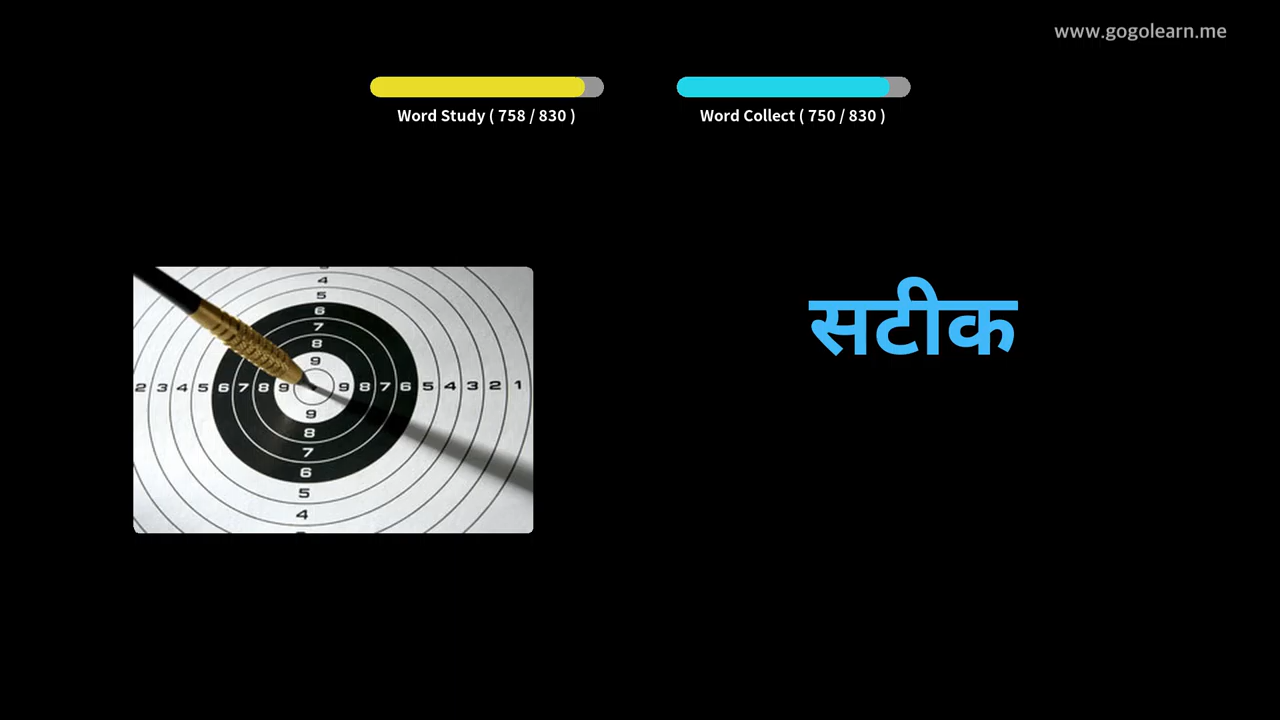 www.gogolearn.me
Word Study ( 758 / 830 )
Word Collect ( 750 / 830 )
सटीक
4
5
6
7
8
9
2 3 4 5 6 7 8 9 9 8 7 6 5 4 3 2 1
9
8
7
6
5
4